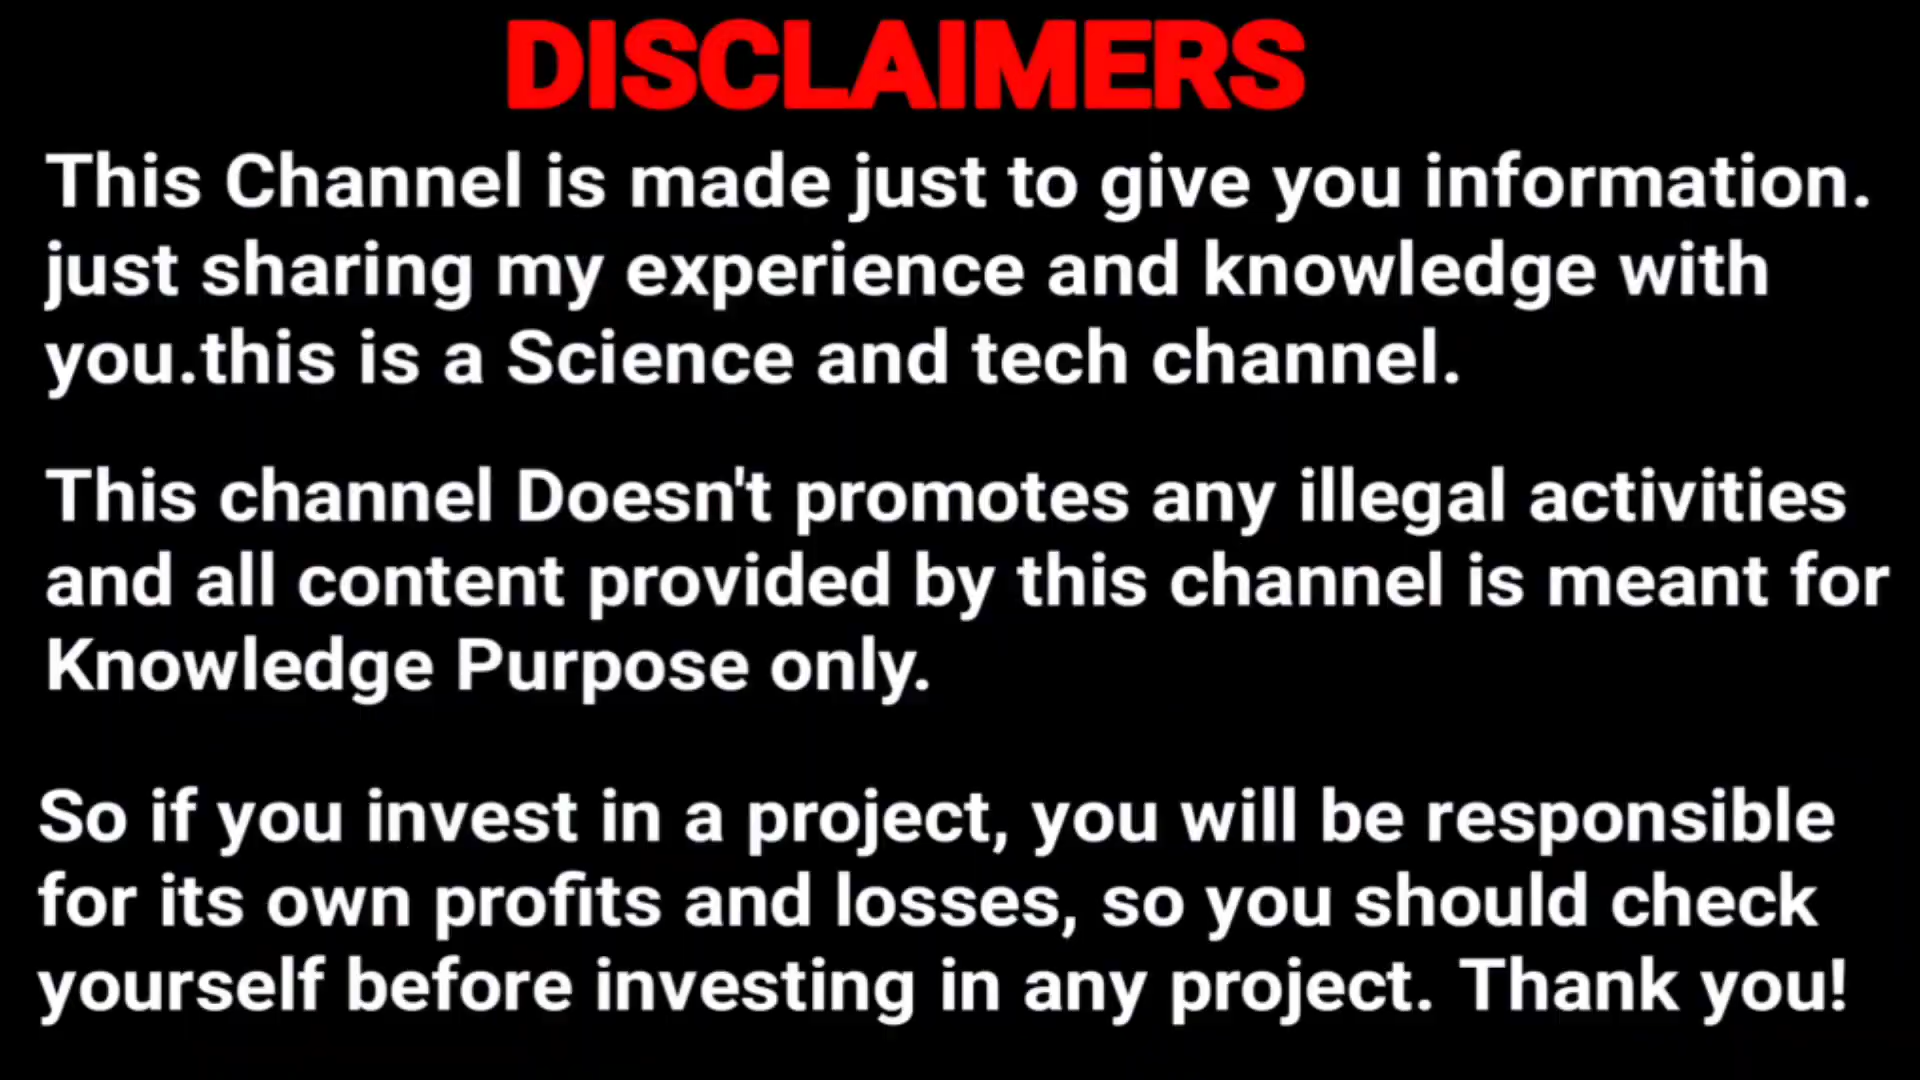 DISCLAIMERS
This Channel is made just to give you information.
just sharing my experience and knowledge with
you.this is a Science and tech channel.
This channel Doesn't promotes any illegal activities
and all content provided by this channel is meant for
Knowledge Purpose only.
So if you invest in a project, you will be responsible
for its own profits and losses, so you should check
yourself before investing in any project. Thank you!